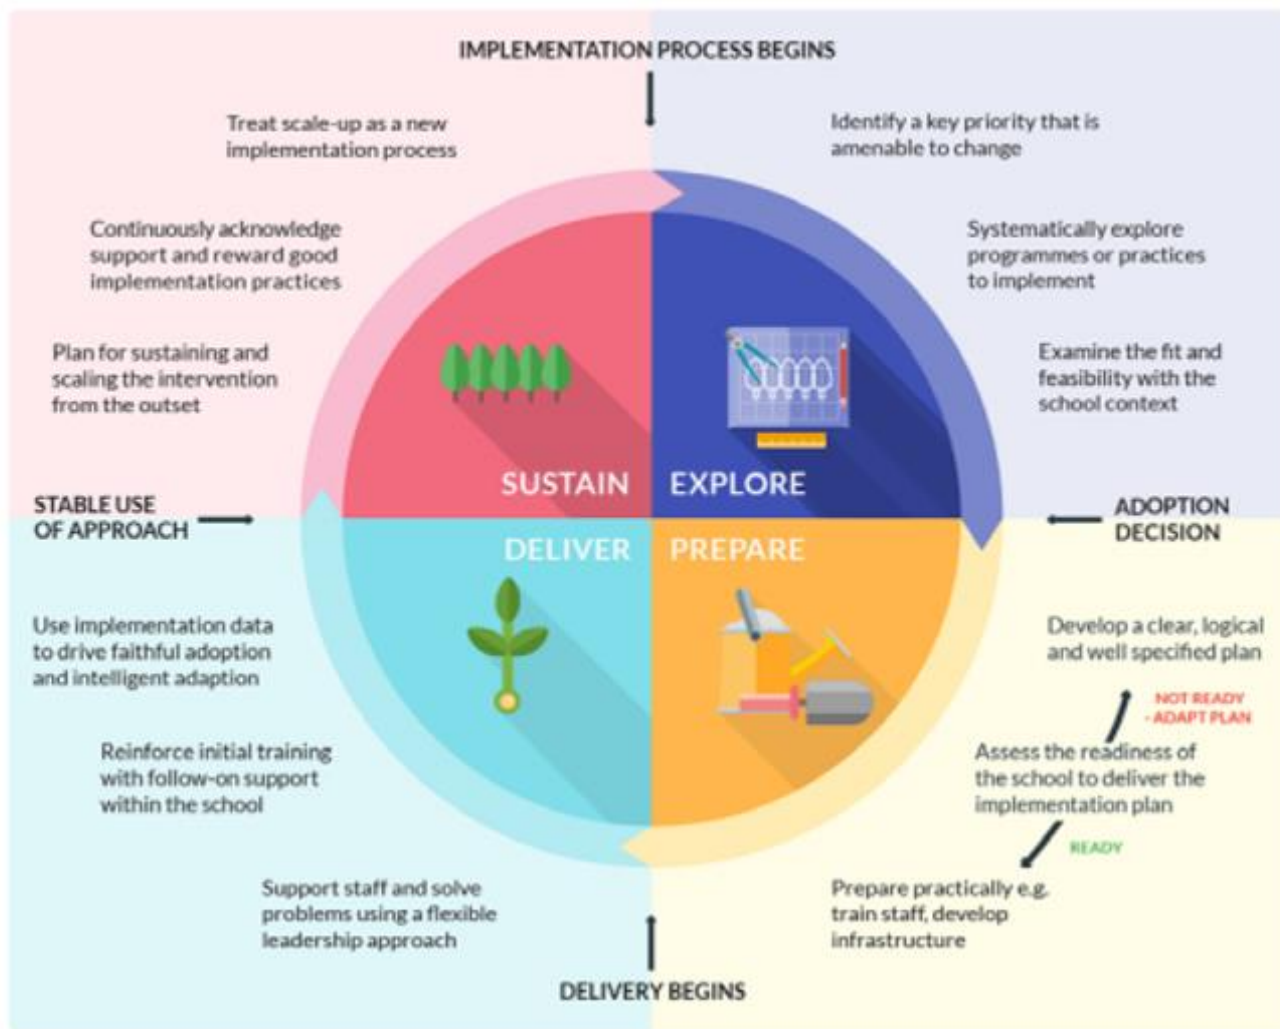 IMPLEMENTATION PROCESS BEGINS
Treat scale-up as a new
implementation process
Continuously acknowledge
support and reward good
implementation practices
Plan for sustaining and
scaling the intervention
from the outset
Identify a key priority that is
amenable to change
Systematically explore
programmes or practices
to implement
Examine the fit and
feasibility with the
school context
SUSTAIN
EXPLORE
STABLE USE
OF APPROACH
ADOPTION
DECISION
DELIVER
PREPARE
Use implementation data
to drive faithful adoption
and intelligent adaption
Reinforce initial training
with follow-on support
within the school
Support staff and solve
problems using a flexible
leadership approach
Develop a clear, logical
and well specified plan
NOT READY
- ADAPT PLAN
Assess the readiness of
the school to deliver the
implementation plan
READY
Prepare practically e.g.
train staff, develop
infrastructure
DELIVERY BEGINS